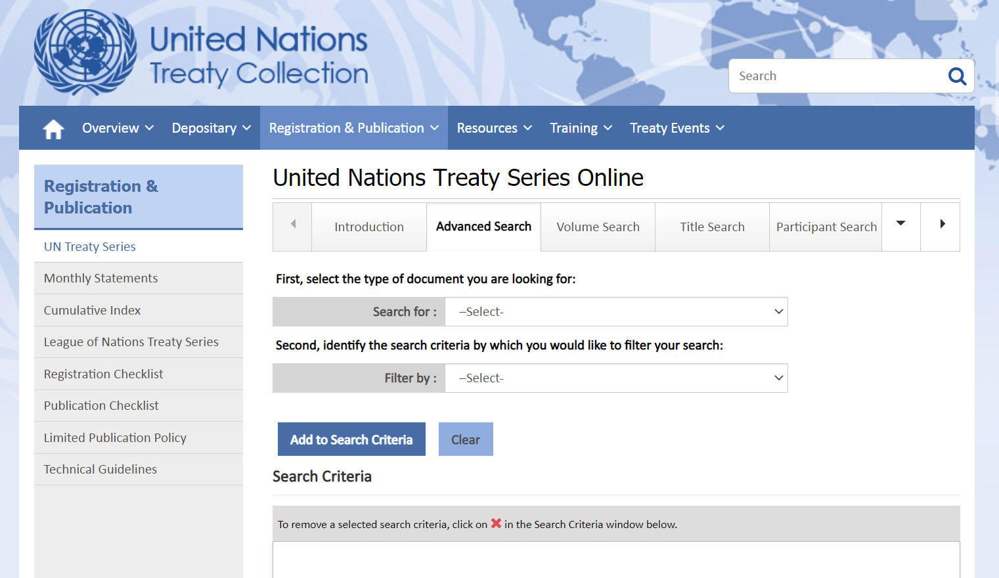 United Nations
Treaty Collection
Search
Overview
Depositary
Registration & Publication
Resources
Training
Treaty Events
Registration &
Publication
UN Treaty Series
Monthly Statements
Cumulative Index
League of Nations Treaty Series
Registration Checklist
Publication Checklist
Limited Publication Policy
Technical Guidelines
United Nations Treaty Series Online
Introduction
Advanced Search
Volume Search
Title Search
Participant Search
First, select the type of document you are looking for:
Search for :
–Select-
Second, identify the search criteria by which you would like to filter your search:
Filter by :
–Select-
Add to Search Criteria
Clear
Search Criteria
To remove a selected search criteria, click on ✖ in the Search Criteria window below.